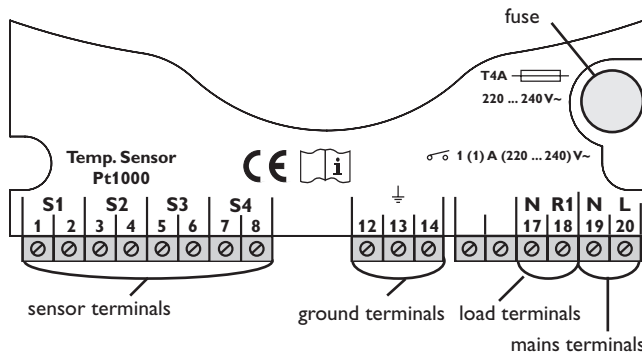 fuse
T4A
220 ... 240 V~
Temp. Sensor
Pt1000
CE
i
1 (1) A (220 ... 240) V~
S1 S2 S3 S4
N R1 N L
1 2 3 4 5 6 7 8
12 13 14
17 18 19 20
sensor terminals
ground terminals
load terminals
mains terminals